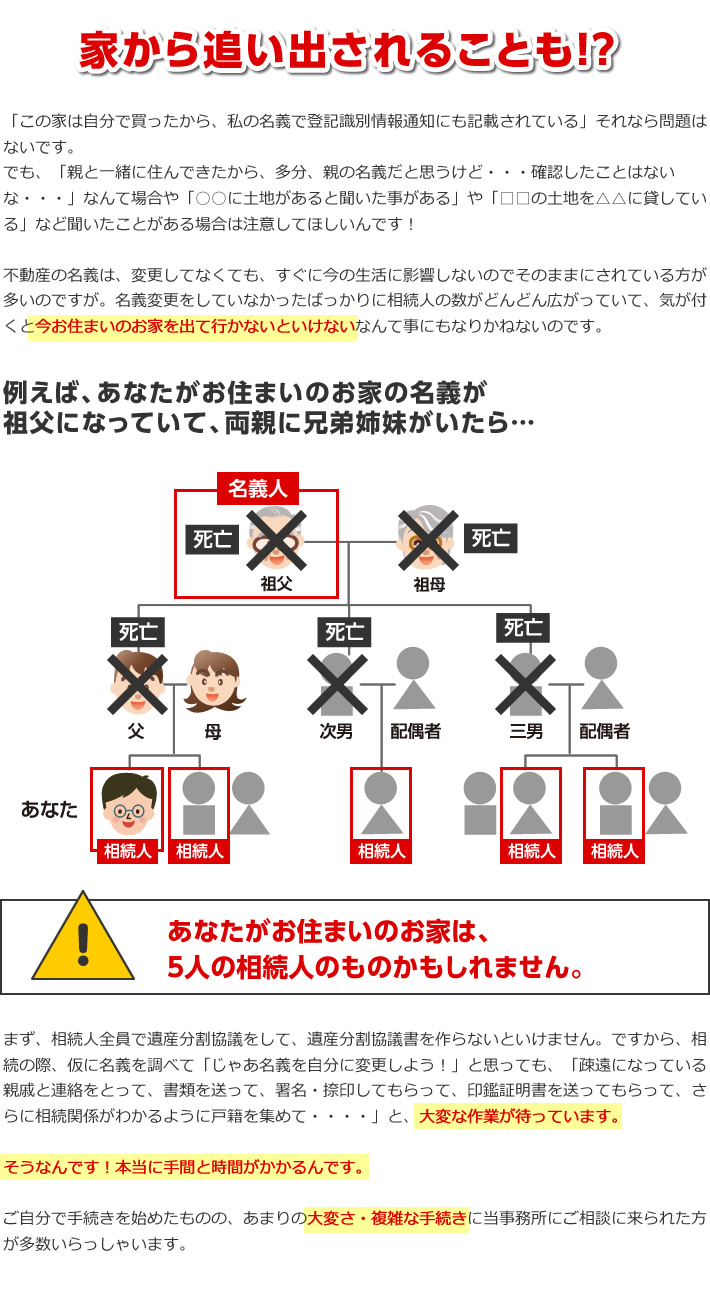 家から追い出されることも!?
「この家は自分で買ったから、私の名義で登記識別情報通知にも記載されている」それなら問題は
ないです。
でも、「親と一緒に住んできたから、多分、親の名義だと思うけど・・・確認したことはない
な・・・」なんて場合や「○○に土地があると聞いた事がある」や「□□の土地を△△に貸してい
る」など聞いたことがある場合は注意してほしいんです！
不動産の名義は、変更してなくても、すぐに今の生活に影響しないのでそのままにされている方が
多いのですが。名義変更をしていなかったばっかりに相続人の数がどんどん広がっていて、気が付
くと今お住まいのお家を出て行かないといけないなんて事にもなりかねないのです。
例えば、あなたがお住まいのお家の名義が
祖父になっていて、両親に兄弟姉妹がいたら…
名義人
死亡
死亡
祖父
祖母
死亡
死亡
死亡
父
母
次男
配偶者
三男
配偶者
あなた
相続人
相続人
相続人
相続人
相続人
あなたがお住まいのお家は、
5人の相続人のものかもしれません。
まず、相続人全員で遺産分割協議をして、遺産分割協議書を作らないといけません。ですから、相
続の際、仮に名義を調べて「じゃあ名義を自分に変更しよう！」と思っても、「疎遠になっている
親戚と連絡をとって、書類を送って、署名・捺印してもらって、印鑑証明書を送ってもらって、さ
らに相続関係がわかるように戸籍を集めて・・・・」と、大変な作業が待っています。
そうなんです！本当に手間と時間がかかるんです。
ご自分で手続きを始めたものの、あまりの大変さ・複雑な手続きに当事務所にご相談に来られた方
が多数いらっしゃいます。